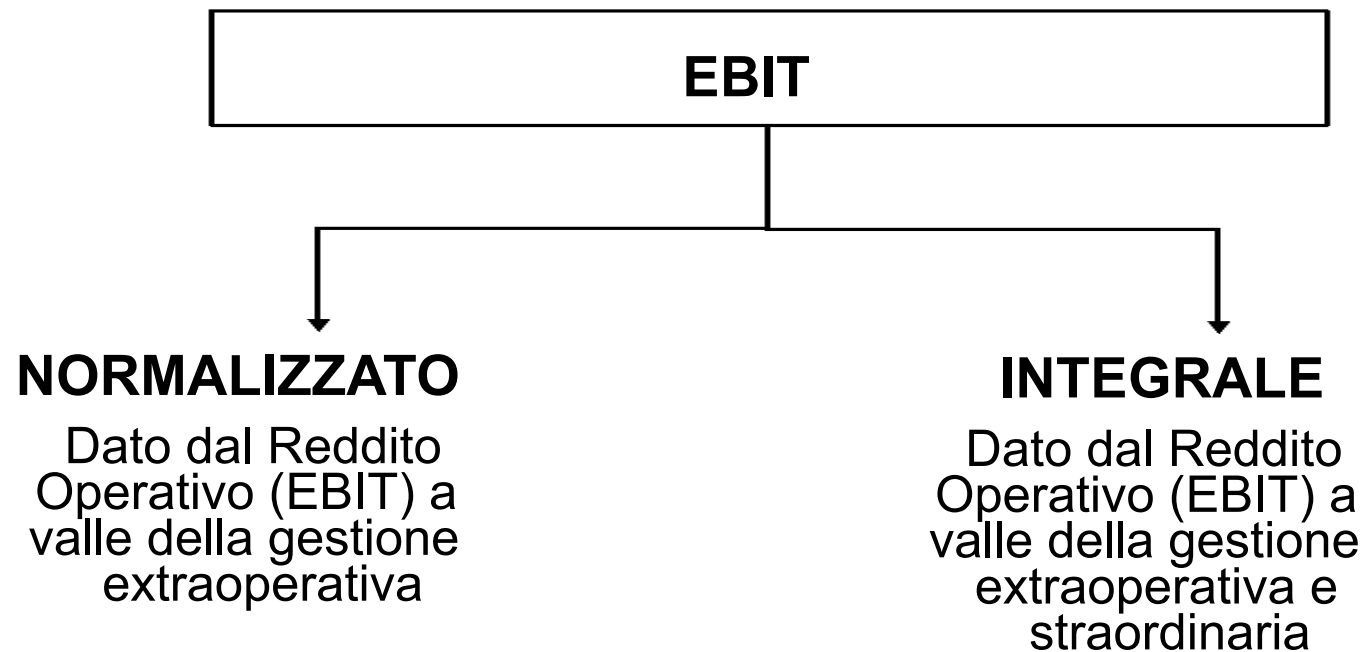 EBIT
NORMALIZZATO
Dato dal Reddito
Operativo (EBIT) a
valle della gestione
extraoperativa
INTEGRALE
Dato dal Reddito
Operativo (EBIT) a
valle della gestione
extraoperativa e
straordinaria